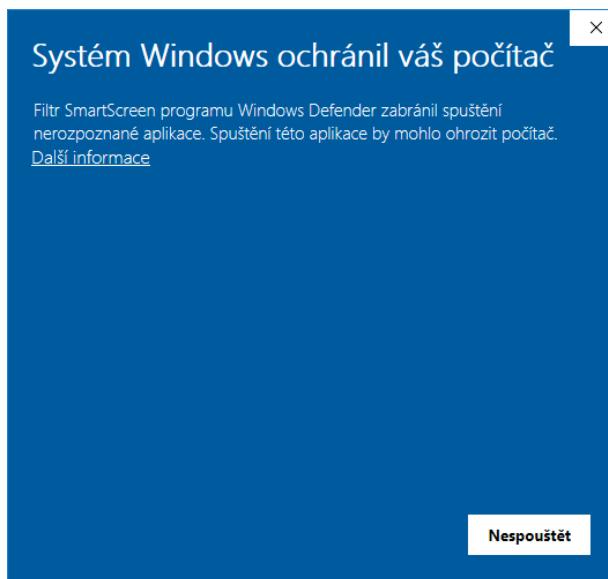 Systém Windows ochránil váš počítač
Filtr SmartScreen programu Windows Defender zabránil spuštění
nerozpoznané aplikace. Spuštění této aplikace by mohlo ohrozit počítač.
Další informace
Nespouštět